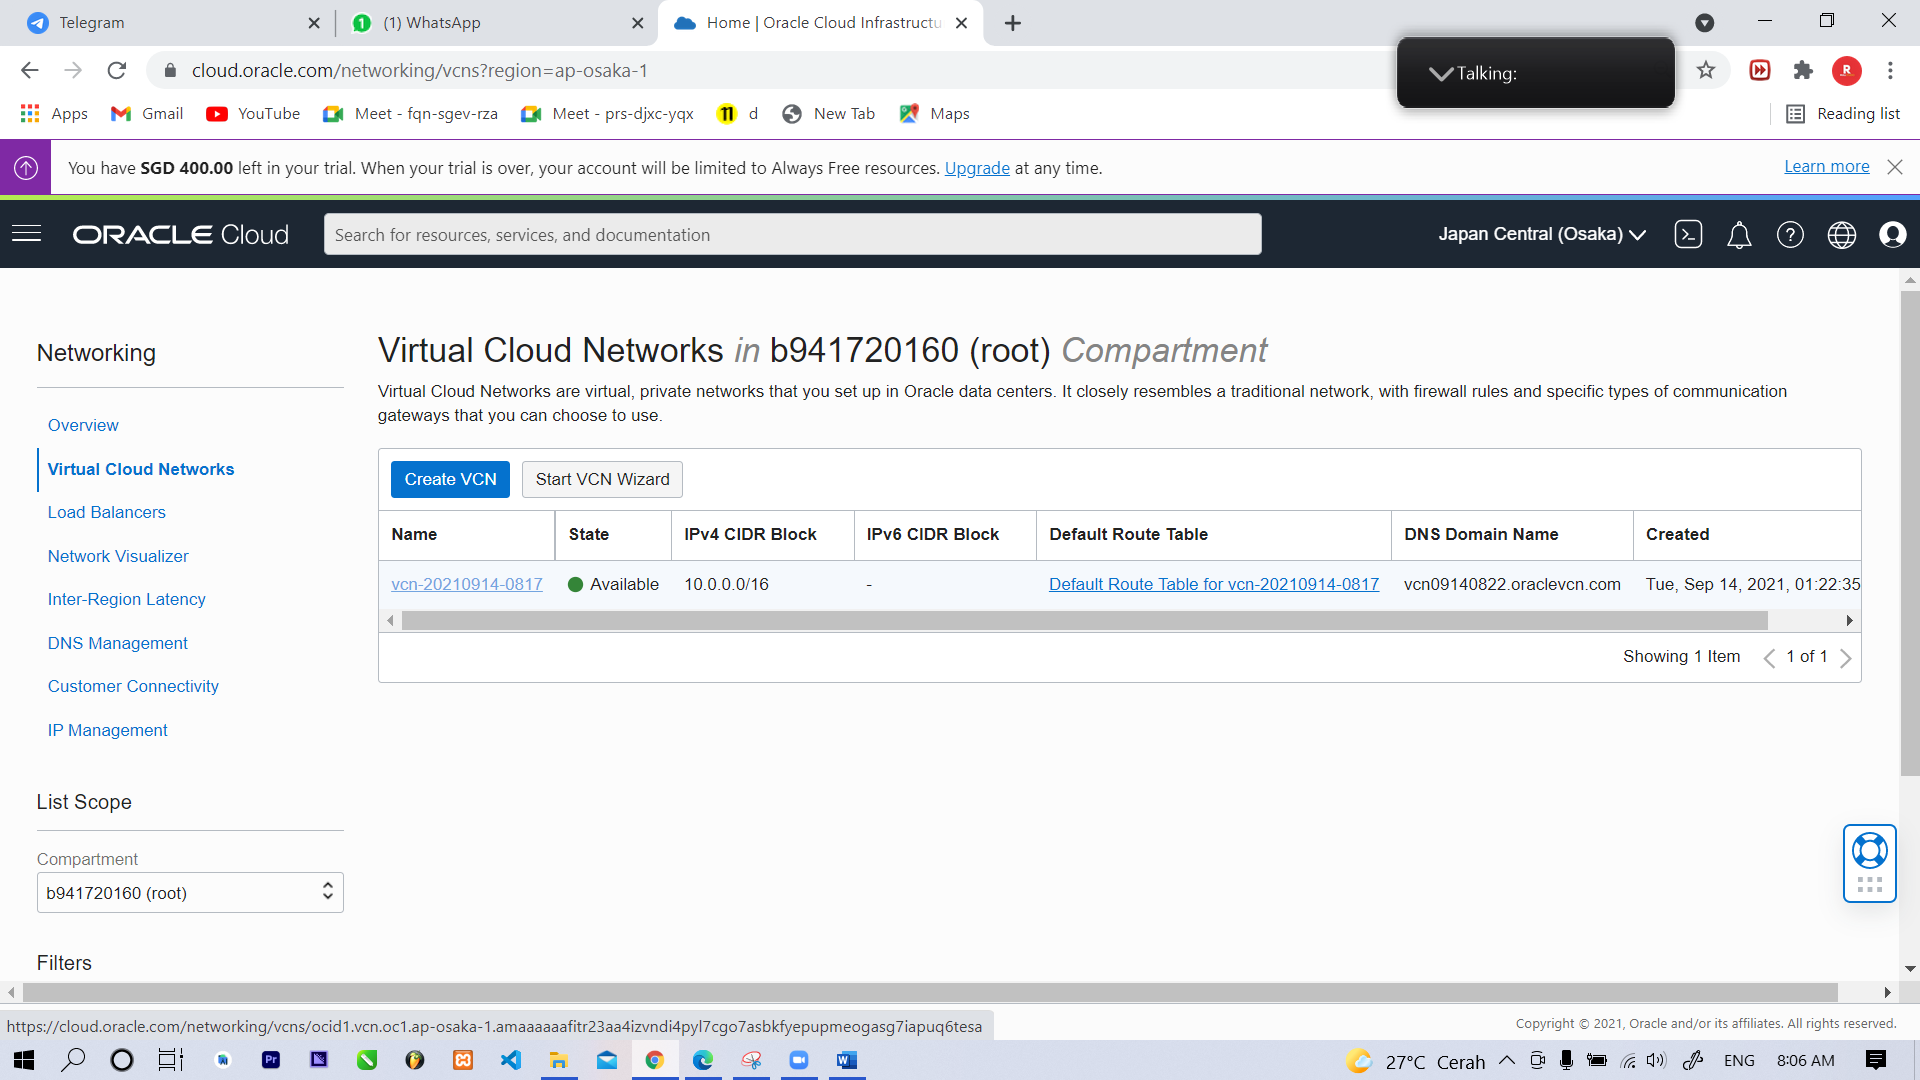 Telegram
(1) WhatsApp
Home | Oracle Cloud Infrastructu
cloud.oracle.com/networking/vcns?region=ap-osaka-1
Talking:
R
Apps
Gmail
YouTube
Meet - fqn-sgev-rza
Meet - prs-djxc-yqx
d
New Tab
Maps
Reading list
You have SGD 400.00 left in your trial. When your trial is over, your account will be limited to Always Free resources. Upgrade at any time.
Learn more
ORACLE Cloud
Search for resources, services, and documentation
Japan Central (Osaka)
Networking
Overview
Virtual Cloud Networks
Load Balancers
Network Visualizer
Inter-Region Latency
DNS Management
Customer Connectivity
IP Management
List Scope
Compartment
b941720160 (root)
Filters
Virtual Cloud Networks in b941720160 (root) Compartment
Virtual Cloud Networks are virtual, private networks that you set up in Oracle data centers. It closely resembles a traditional network, with firewall rules and specific types of communication
gateways that you can choose to use.
Create VCN
Start VCN Wizard
Name State IPv4 CIDR Block IPv6 CIDR Block Default Route Table DNS Domain Name Created
vcn-20210914-0817 Available 10.0.0.0/16 - Default Route Table for vcn-20210914-0817 vcn09140822.oraclevcn.com Tue, Sep 14, 2021, 01:22:35
Showing 1 Item
1 of 1
https://cloud.oracle.com/networking/vcns/ocid1.vcn.oc1.ap-osaka-1.amaaaaaafitr23aa4izvndi4pyl7cgo7asbkfyepupmeogasg7iapuq6tesa
Copyright © 2021, Oracle and/or its affiliates. All rights reserved.
Pr
27°C Cerah
ENG
8:06 AM